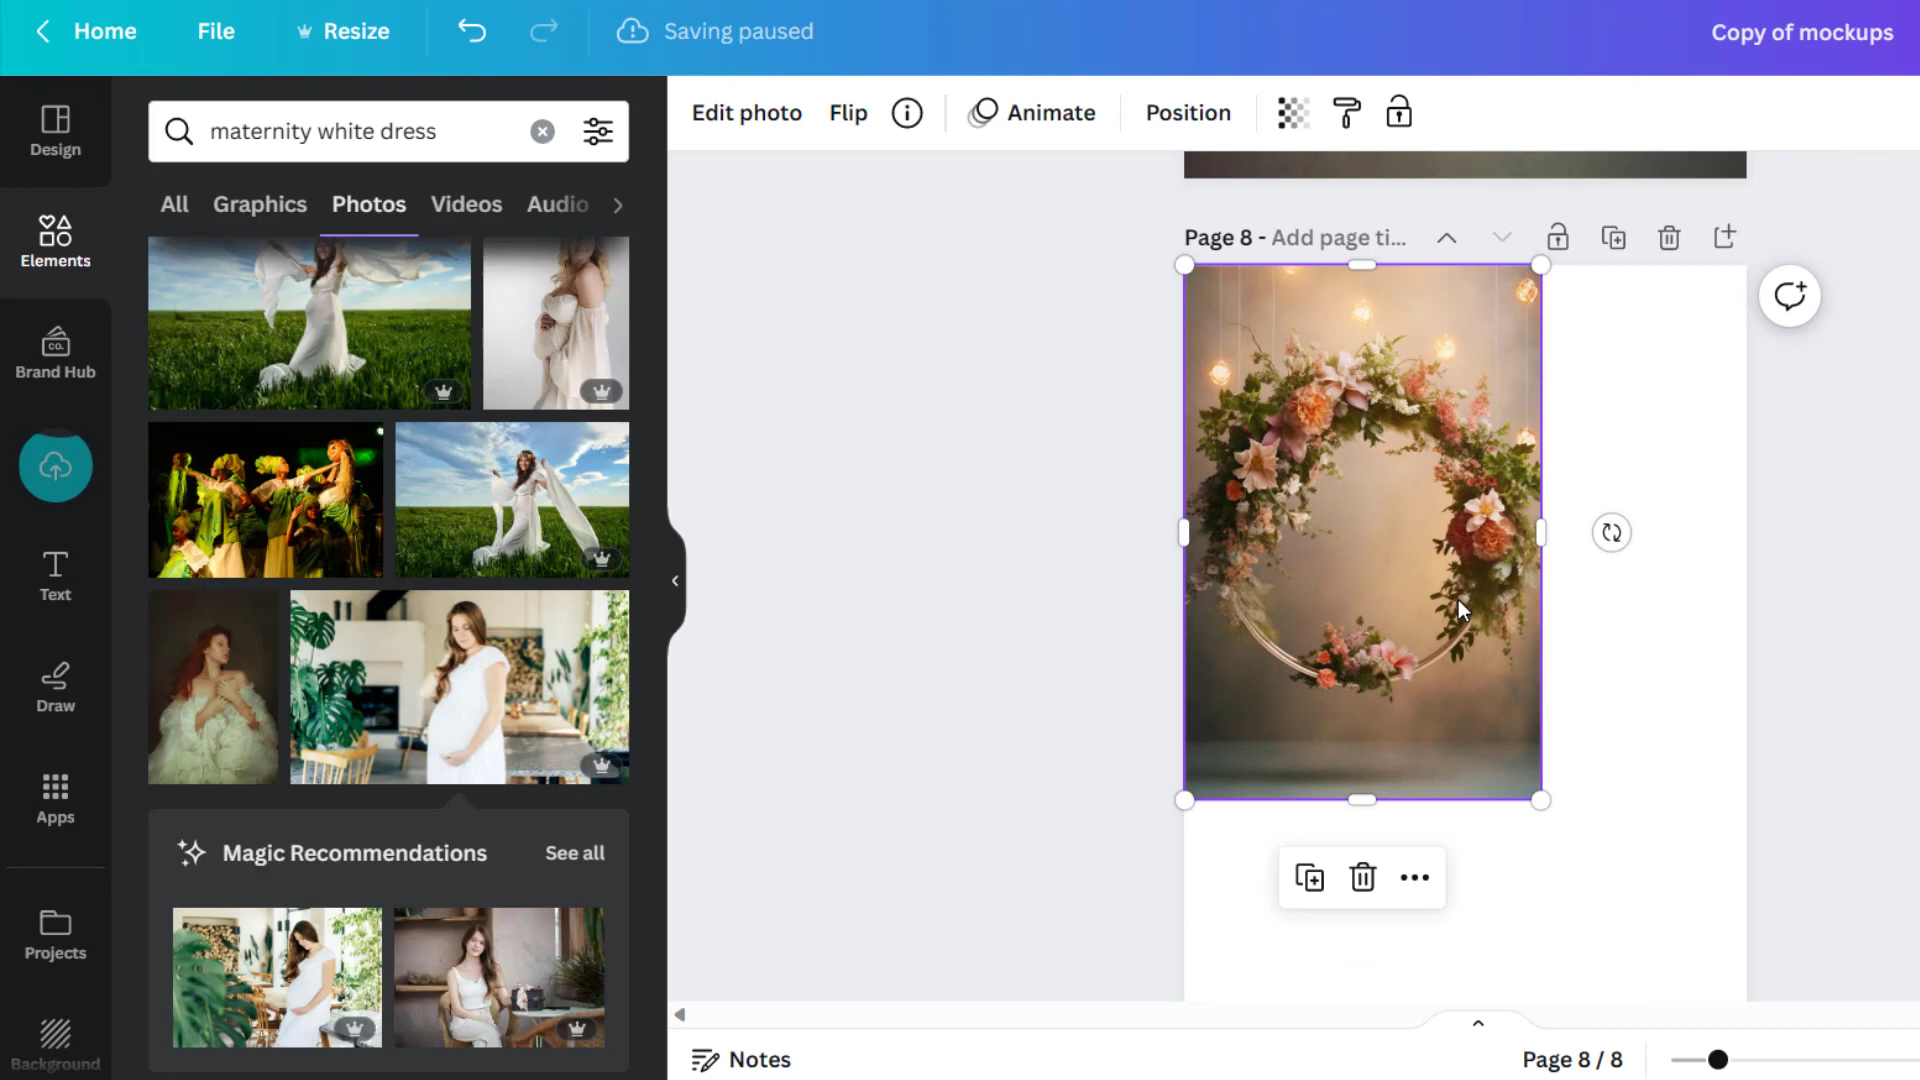 Home
File
Resize
Saving paused
Copy of mockups
Design
Elements
Brand Hub
CO.
Text
Draw
Apps
Projects
Background
maternity white dress
All
Graphics
Photos
Videos
Audio
Magic Recommendations
See all
Edit photo
Flip
Animate
Position
Page 8 - Add page ti...
Notes
Page 8 / 8